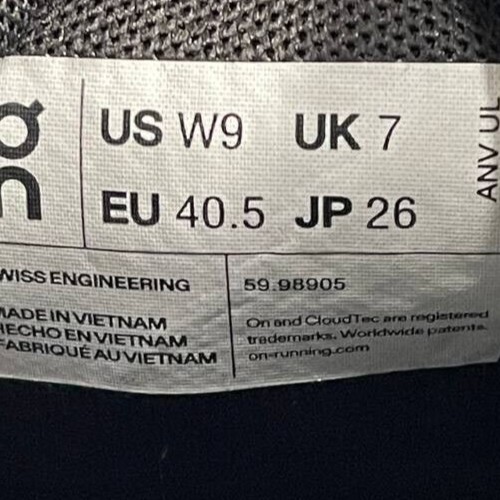 on
US W9 UK 7
EU 40.5 JP 26
ENGINEERING
59.98905
MADE IN VIETNAM
HECHO EN VIETNAM
FABRIQUÉ AU VIETNAM
On and CloudTec are registered
trademarks. Worldwide patents.
on-running.com
ANV UL